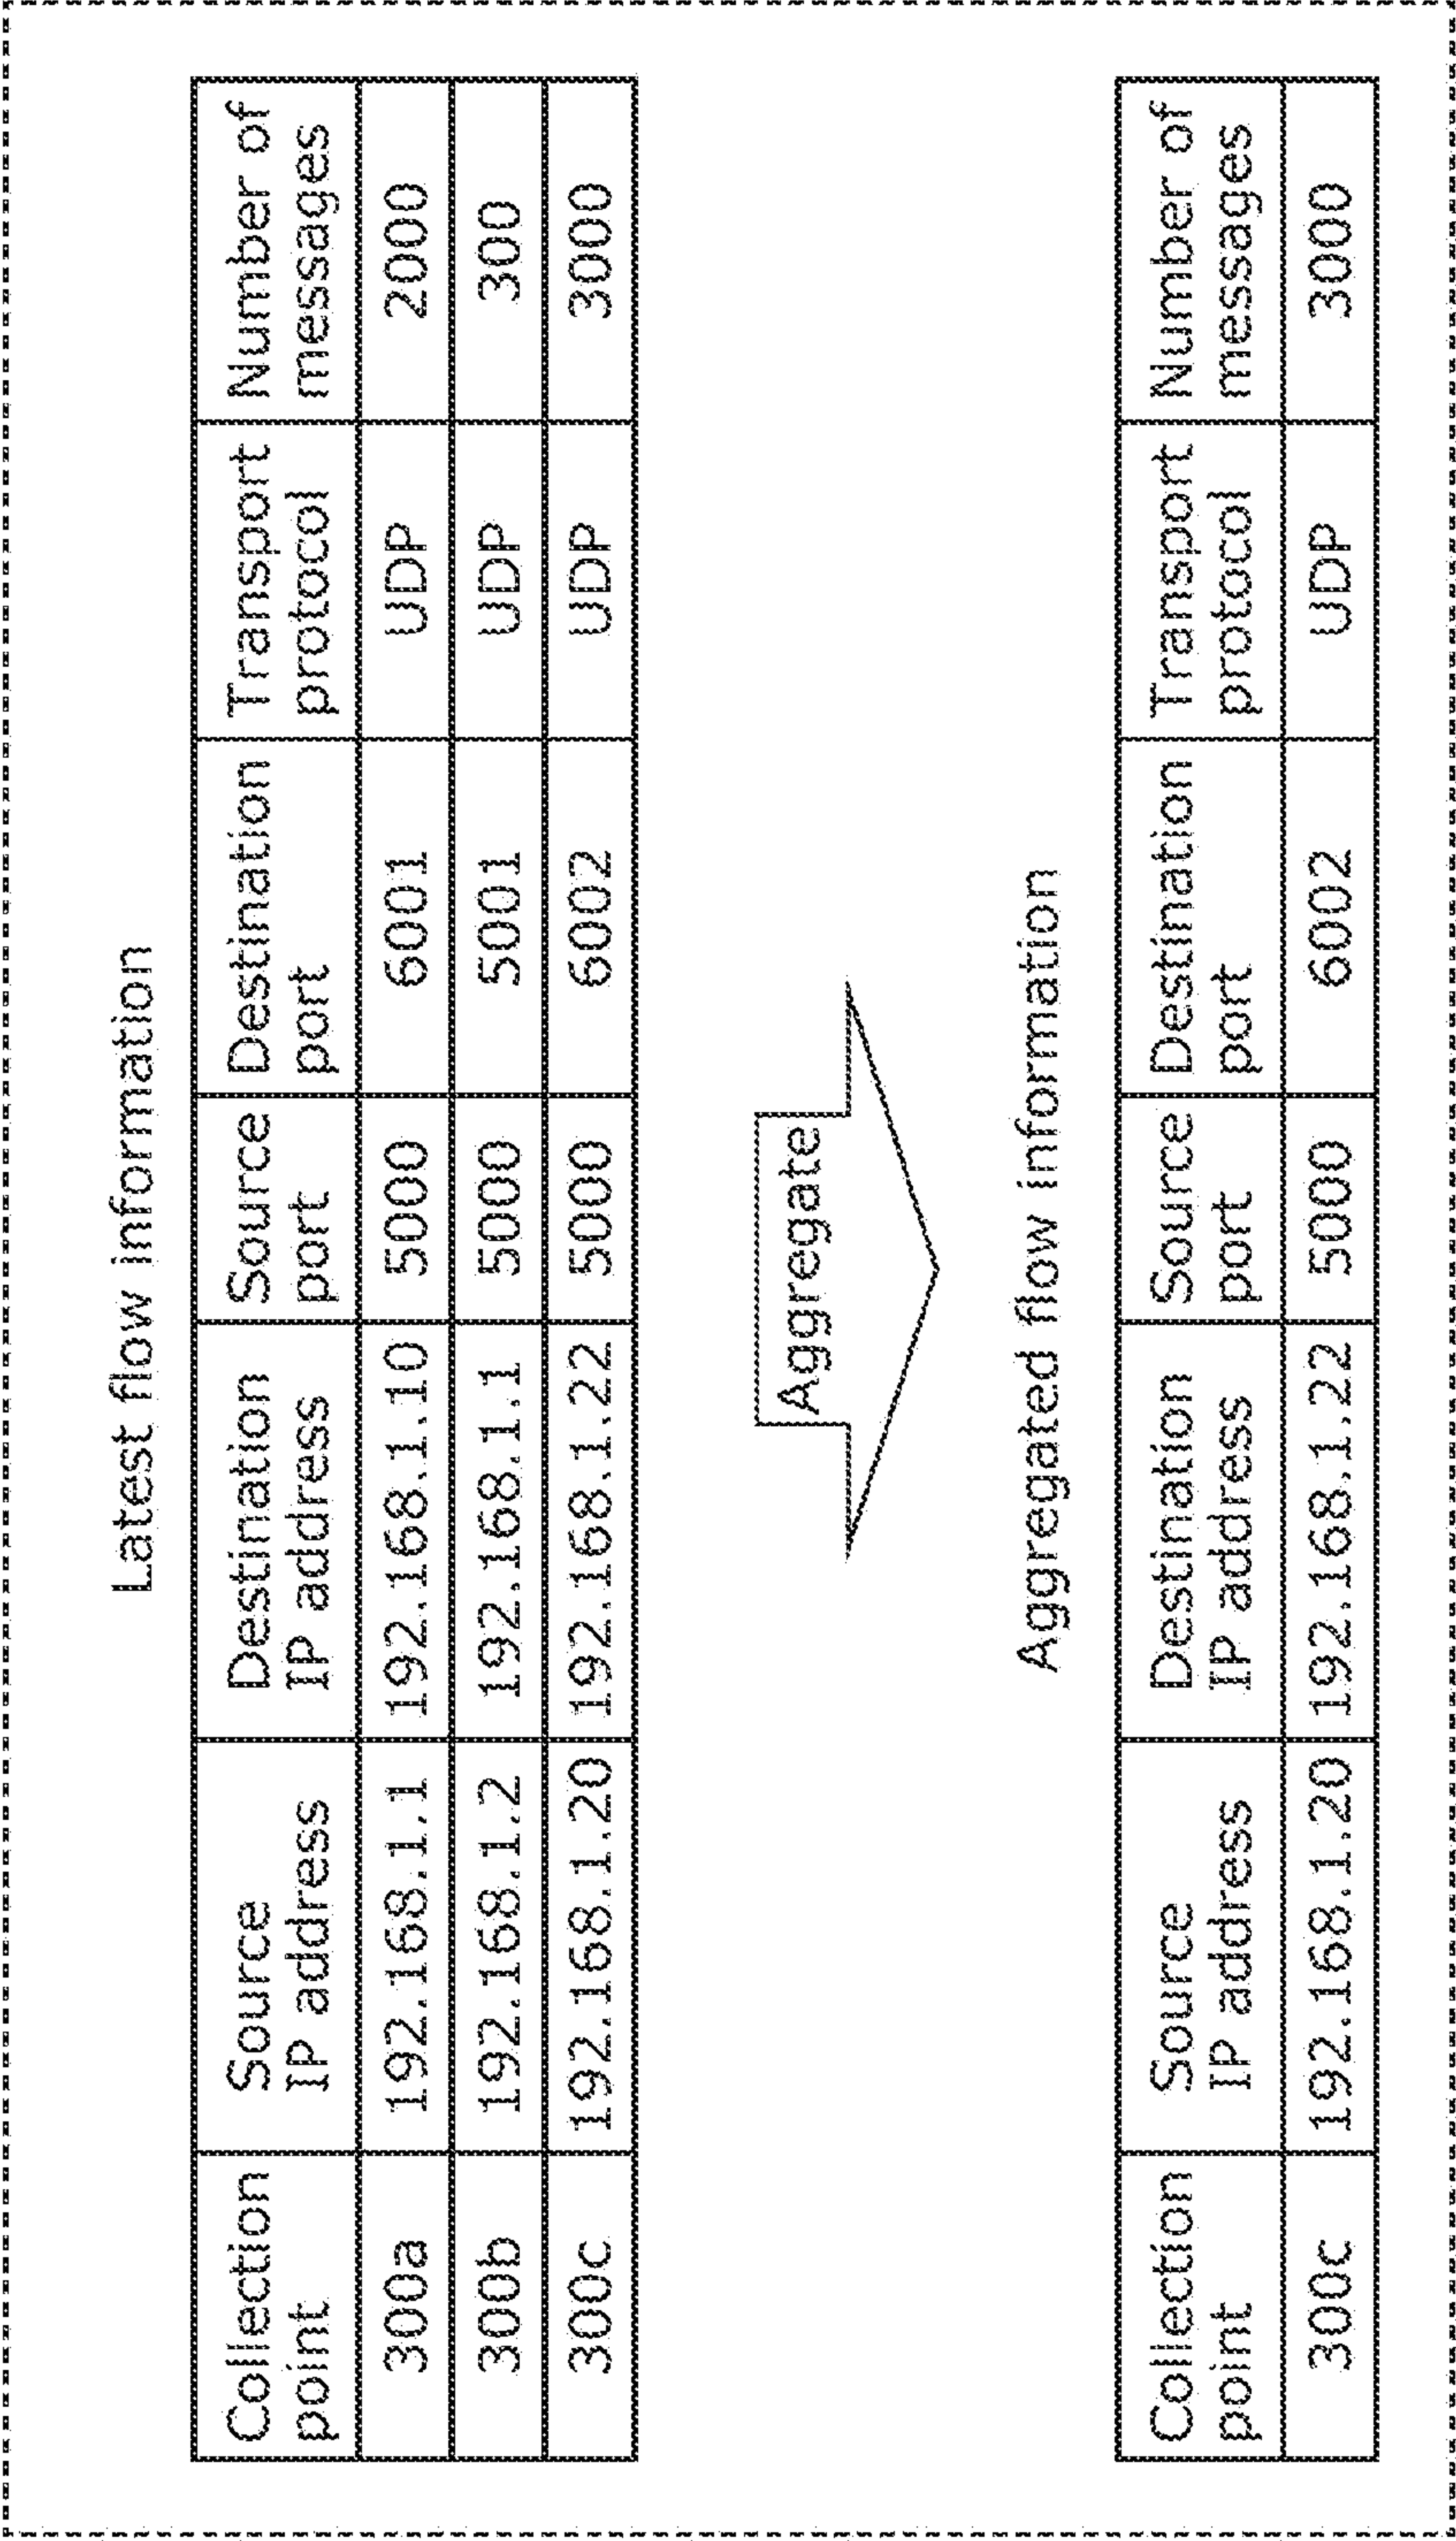 Latest flow information
Collection point Source IP address Destination IP address Source port Destination port Transport protocol Number of messages
300a 192.168.1.1 192.168.1.10 5000 6001 UDP 2000
300b 192.168.1.2 192.168.1.1 5000 5001 UDP 300
300c 192.168.1.20 192.168.1.22 5000 6002 UDP 3000
Aggregate
Aggregated flow information
Collection point Source IP address Destination IP address Source port Destination port Transport protocol Number of messages
300c 192.168.1.20 192.168.1.22 5000 6002 UDP 3000